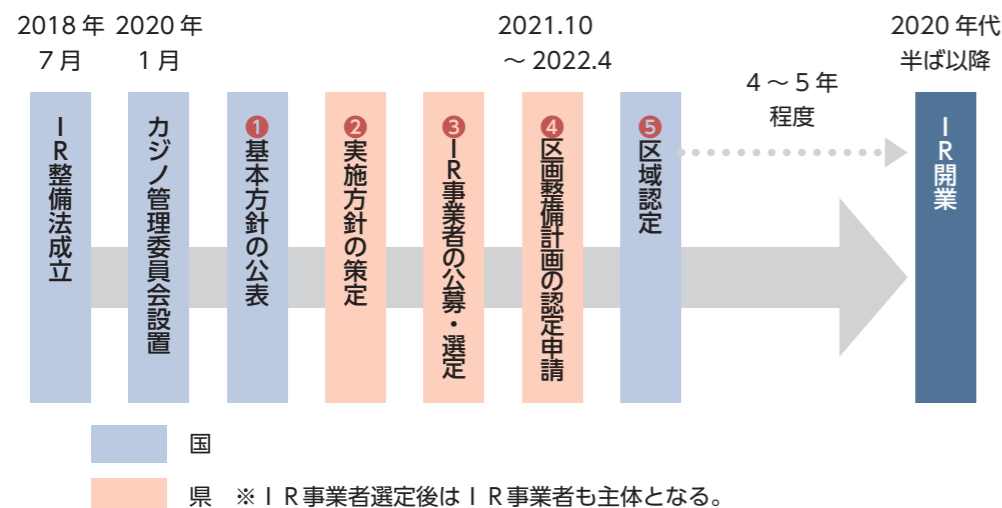 2018年
7月
2020年
1月
2021.10
～2022.4
4～5年
程度
2020年代
半ば以降
ＩＲ整備法成立
カジノ管理委員会設置
❶基本方針の公表
❷実施方針の策定
❸ＩＲ事業者の公募・選定
❹区画整備計画の認定申請
❺区域認定
ＩＲ開業
国
県 ※ＩＲ事業者選定後はＩＲ事業者も主体となる。